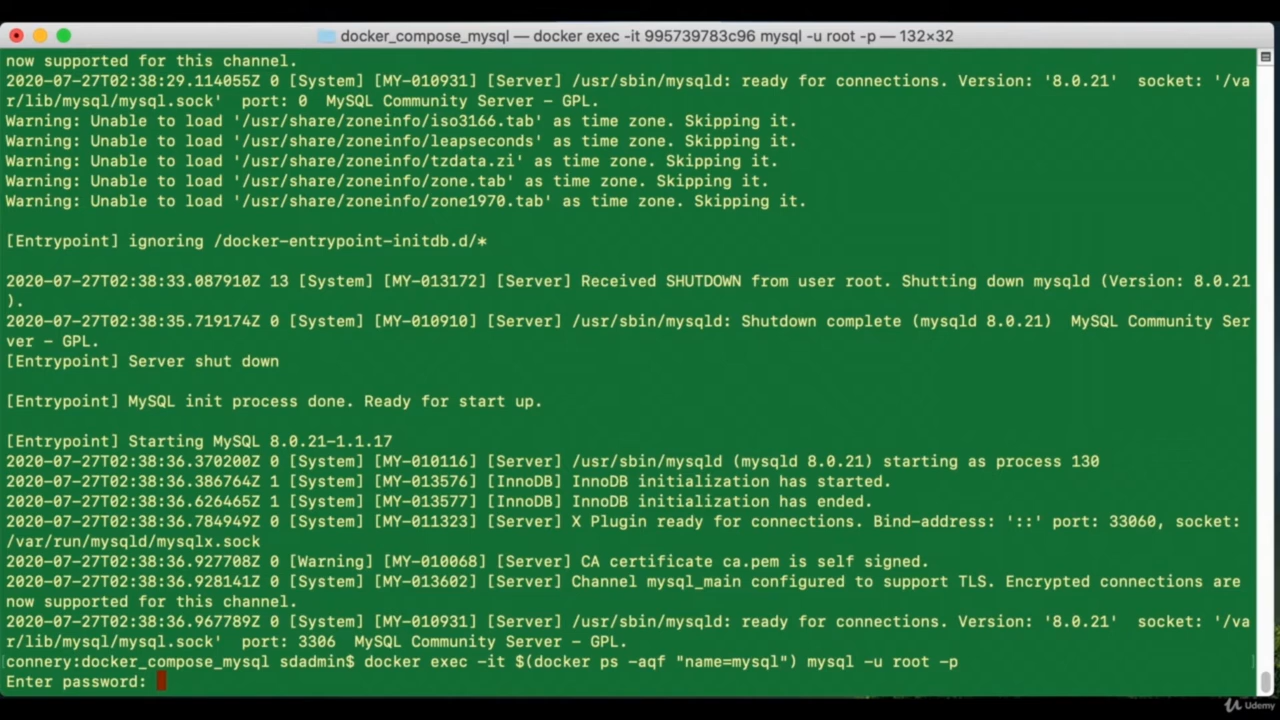 docker_compose_mysql — docker exec -it 995739783c96 mysql -u root -p — 132×32
now supported for this channel.
2020-07-27T02:38:29.114055Z 0 [System] [MY-010931] [Server] /usr/sbin/mysqld: ready for connections. Version: '8.0.21'  socket: '/va
r/lib/mysql/mysql.sock'  port: 0  MySQL Community Server - GPL.
Warning: Unable to load '/usr/share/zoneinfo/iso3166.tab' as time zone. Skipping it.
Warning: Unable to load '/usr/share/zoneinfo/leapseconds' as time zone. Skipping it.
Warning: Unable to load '/usr/share/zoneinfo/tzdata.zi' as time zone. Skipping it.
Warning: Unable to load '/usr/share/zoneinfo/zone.tab' as time zone. Skipping it.
Warning: Unable to load '/usr/share/zoneinfo/zone1970.tab' as time zone. Skipping it.
[Entrypoint] ignoring /docker-entrypoint-initdb.d/*
2020-07-27T02:38:33.087910Z 13 [System] [MY-013172] [Server] Received SHUTDOWN from user root. Shutting down mysqld (Version: 8.0.21
).
2020-07-27T02:38:35.719174Z 0 [System] [MY-010910] [Server] /usr/sbin/mysqld: Shutdown complete (mysqld 8.0.21)  MySQL Community Ser
ver - GPL.
[Entrypoint] Server shut down
[Entrypoint] MySQL init process done. Ready for start up.
[Entrypoint] Starting MySQL 8.0.21-1.1.17
2020-07-27T02:38:36.370200Z 0 [System] [MY-010116] [Server] /usr/sbin/mysqld (mysqld 8.0.21) starting as process 130
2020-07-27T02:38:36.386764Z 1 [System] [MY-013576] [InnoDB] InnoDB initialization has started.
2020-07-27T02:38:36.626465Z 1 [System] [MY-013577] [InnoDB] InnoDB initialization has ended.
2020-07-27T02:38:36.784949Z 0 [System] [MY-011323] [Server] X Plugin ready for connections. Bind-address: '::' port: 33060, socket:
/var/run/mysqld/mysqlx.sock
2020-07-27T02:38:36.927708Z 0 [Warning] [MY-010068] [Server] CA certificate ca.pem is self signed.
2020-07-27T02:38:36.928141Z 0 [System] [MY-013602] [Server] Channel mysql_main configured to support TLS. Encrypted connections are
now supported for this channel.
2020-07-27T02:38:36.967789Z 0 [System] [MY-010931] [Server] /usr/sbin/mysqld: ready for connections. Version: '8.0.21'  socket: '/va
r/lib/mysql/mysql.sock'  port: 3306  MySQL Community Server - GPL.
[connery:docker_compose_mysql sdadmin$ docker exec -it $(docker ps -aqf "name=mysql") mysql -u root -p ]
Enter password:
Udemy